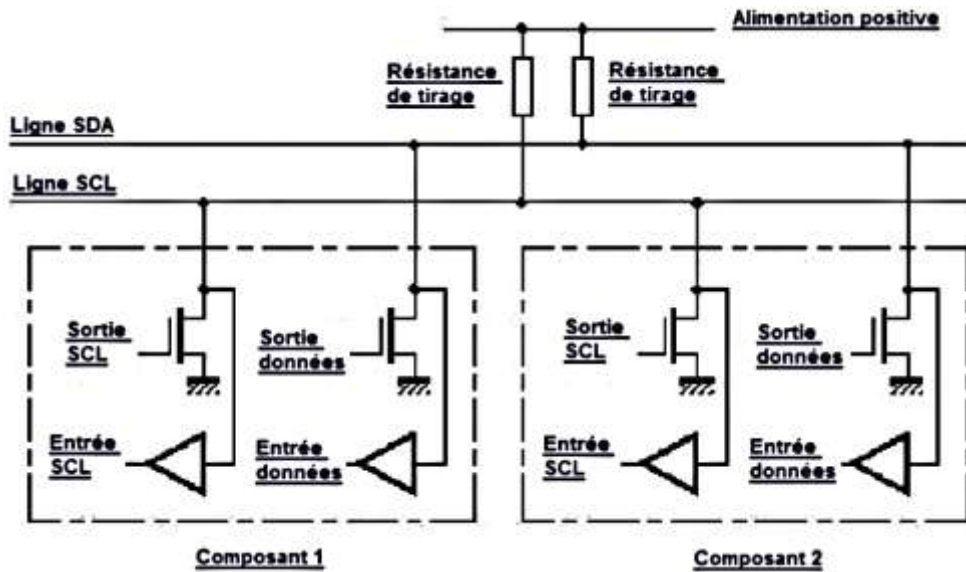 Alimentation positive
Résistance
de tirage
Résistance
de tirage
Ligne SDA
Ligne SCL
Sortie
SCL
Sortie
données
Sortie
SCL
Sortie
données
Entrée
SCL
Entrée
données
Entrée
SCL
Entrée
données
Composant 1
Composant 2